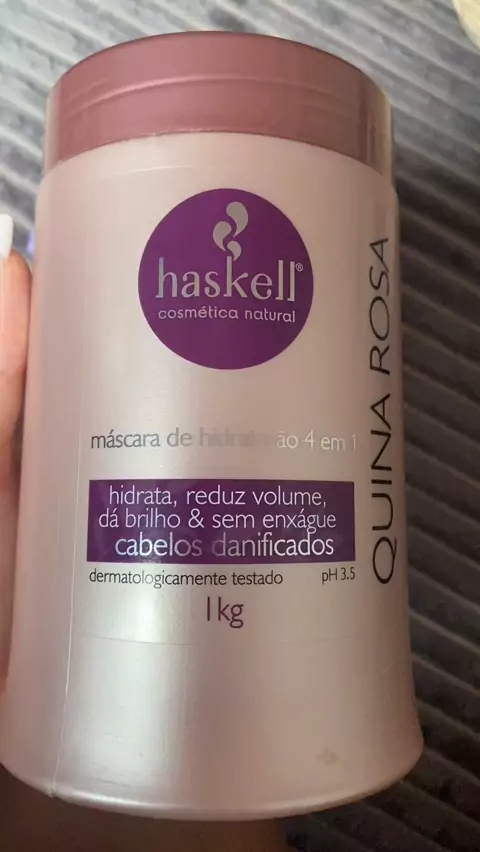 haskell®
cosmética natural
máscara de hidratação 4 em 1
hidrata, reduz volume,
dá brilho & sem enxágue
cabelos danificados
dermatologicamente testado pH 3.5
1kg
QUINA ROSA